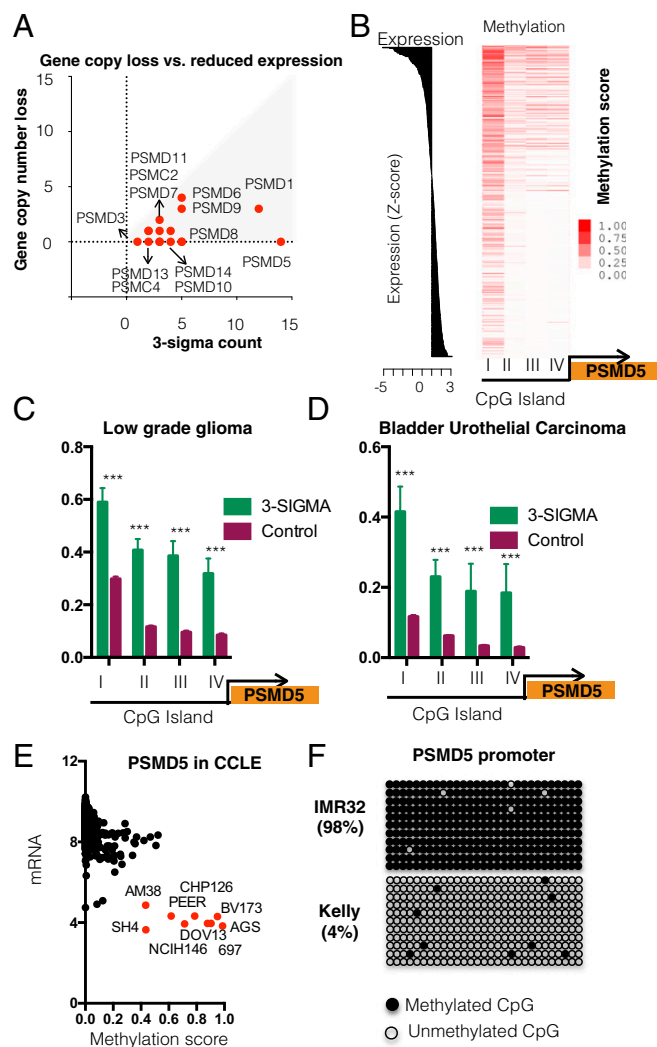 A
Gene copy loss vs. reduced expression
Gene copy number loss
15
10
5
0
PSMD11
PSMC2
PSMD7
PSMD6
PSMD9
PSMD1
PSMD3
PSMD8
PSMD5
PSMD13
PSMC4
PSMD14
PSMD10
0
5
10
15
3-sigma count
B
Expression
Methylation
Expression (Z-score)
-5
0
3
Methylation score
1.00
0.75
0.50
0.25
0.00
I II III IV
PSMD5
CpG Island
C
Low grade glioma
0.8
0.6
0.4
0.2
0.0
***
***
***
***
3-SIGMA
Control
I II III IV
PSMD5
CpG Island
D
Bladder Urothelial Carcinoma
0.6
0.4
0.2
0.0
***
***
***
***
3-SIGMA
Control
I II III IV
PSMD5
CpG Island
E
PSMD5 in CCLE
mRNA
12
8
4
0
AM38
CHP126
PEER
BV173
SH4
DOV13
AGS
NCIH146
697
0.0 0.2 0.4 0.6 0.8 1.0
Methylation score
F
PSMD5 promoter
IMR32
(98%)
Kelly
(4%)
Methylated CpG
Unmethylated CpG